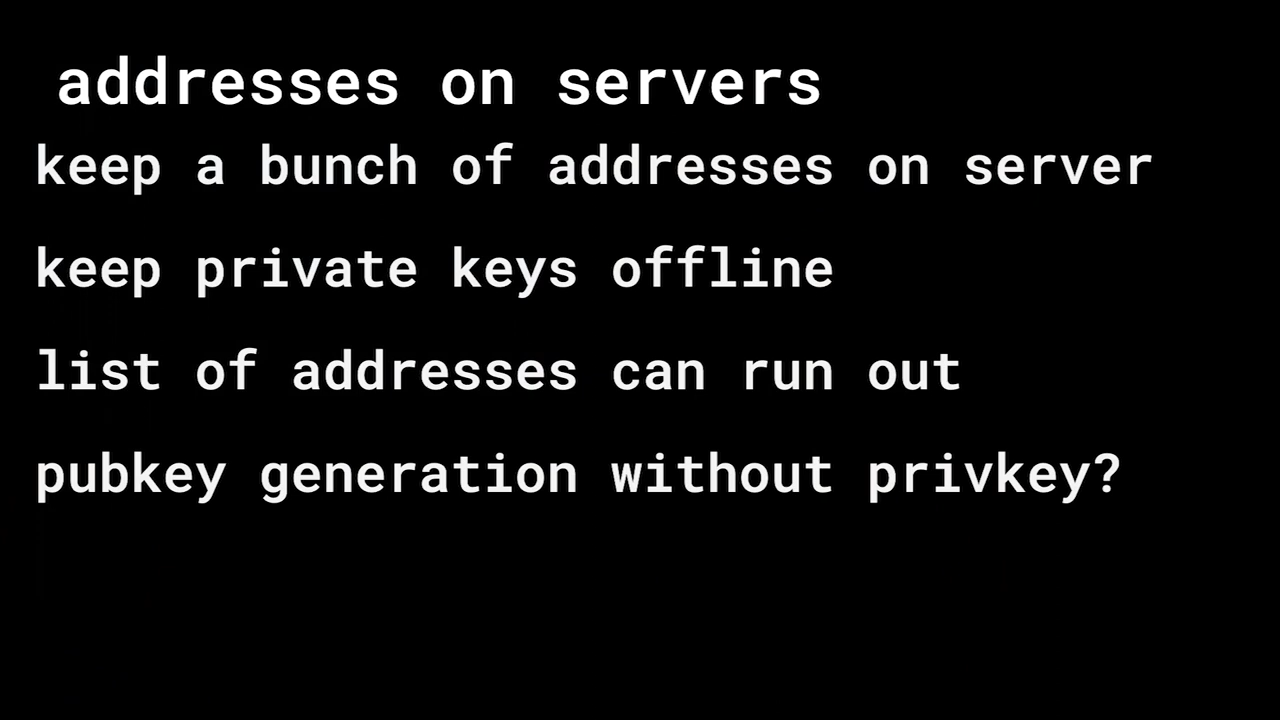 addresses on servers
keep a bunch of addresses on server
keep private keys offline
list of addresses can run out
pubkey generation without privkey?